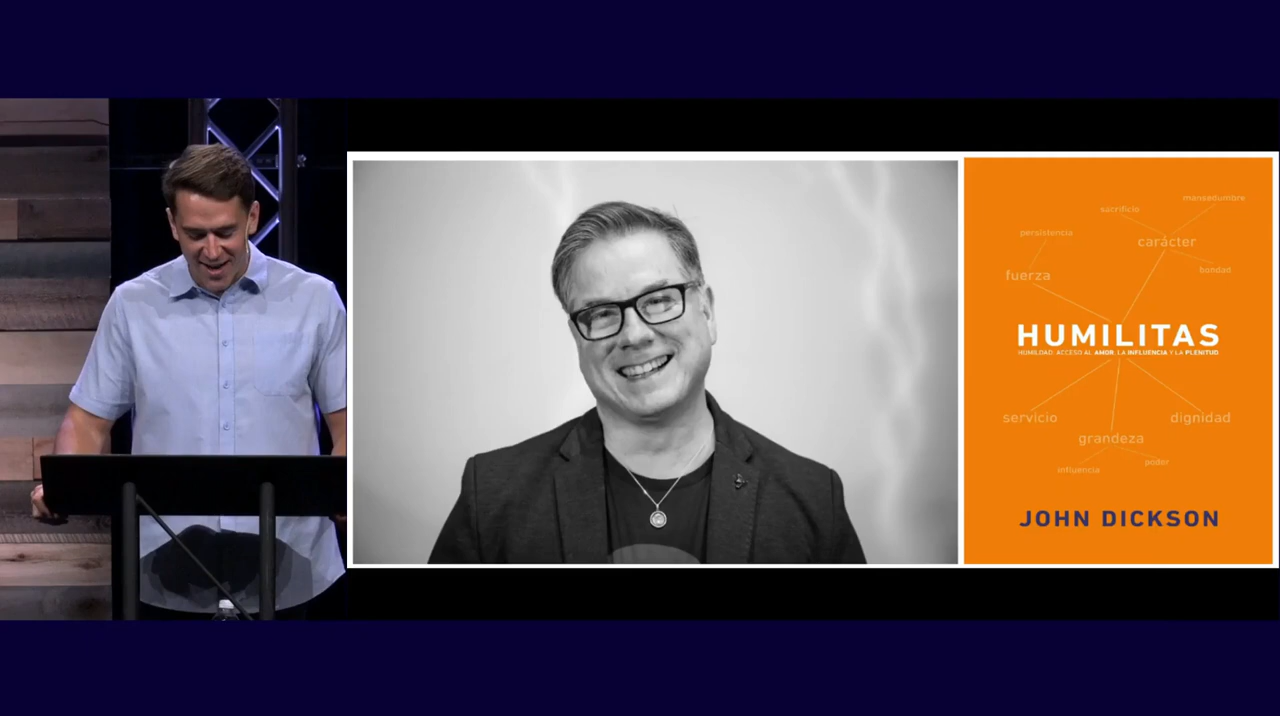 mansadumbre
sacrificio
persistencia
carácter
bondad
fuerza
HUMILITAS
HUMILDAD: ACCESO AL AMOR, LA INFLUENCIA Y LA PLENITUD
servicio
dignidad
grandeza
poder
influencia
JOHN DICKSON